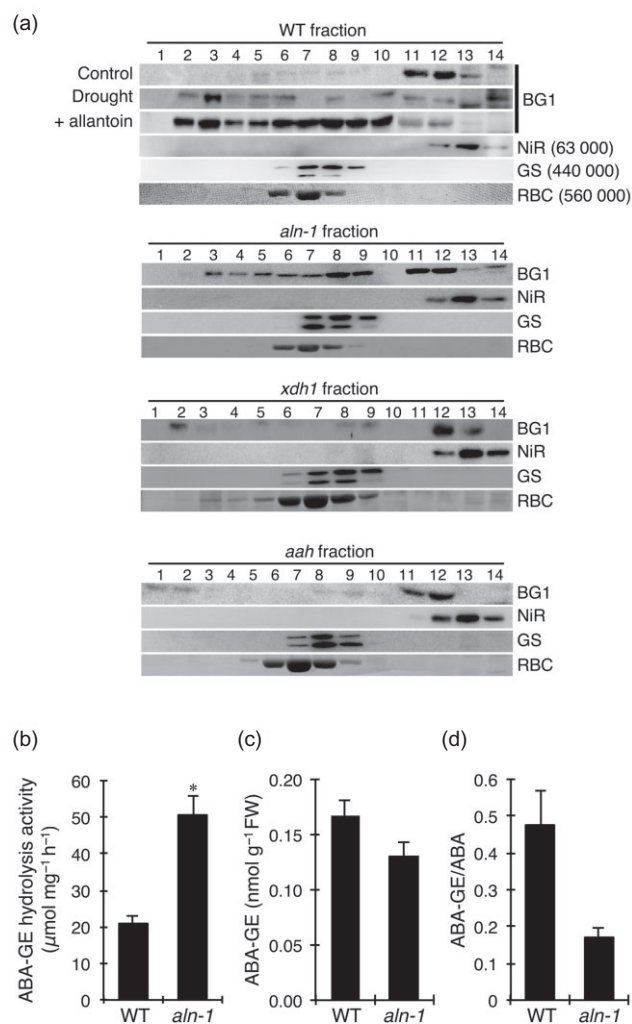 (a)
WT fraction
1 2 3 4 5 6 7 8 9 10 11 12 13 14
Control
Drought
BG1
+ allantoin
NiR (63 000)
GS (440 000)
RBC (560 000)
aln-1 fraction
1 2 3 4 5 6 7 8 9 10 11 12 13 14
BG1
NiR
GS
RBC
xdh1 fraction
1 2 3 4 5 6 7 8 9 10 11 12 13 14
BG1
NiR
GS
RBC
aah fraction
1 2 3 4 5 6 7 8 9 10 11 12 13 14
BG1
NiR
GS
RBC
(b)
ABA-GE hydrolysis activity
(µmol mg⁻¹ h⁻¹)
60
50
40
30
20
10
0
*
WT aln-1
(c)
ABA-GE (nmol g⁻¹ FW)
0.20
0.15
0.10
0.05
0.00
WT aln-1
(d)
ABA-GE/ABA
0.6
0.5
0.4
0.3
0.2
0.1
0
WT aln-1